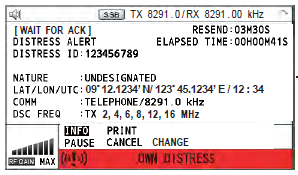 SSB TX 8291.0/RX 8291.00 kHz
[WAIT FOR ACK] RESEND:03M30S
DISTRESS ALERT ELAPSED TIME:00H00M41S
DISTRESS ID:123456789
NATURE :UNDESIGNATED
LAT/LON/UTC: 09°12.1234' N/ 123°45.1234' E / 12 : 34
COMM :TELEPHONE/8291.0 kHz
DSC FREQ :TX 2, 4, 6, 8, 12, 16 MHz
INFO PRINT
PAUSE CANCEL CHANGE
RF GAIN MAX OWN DISTRESS